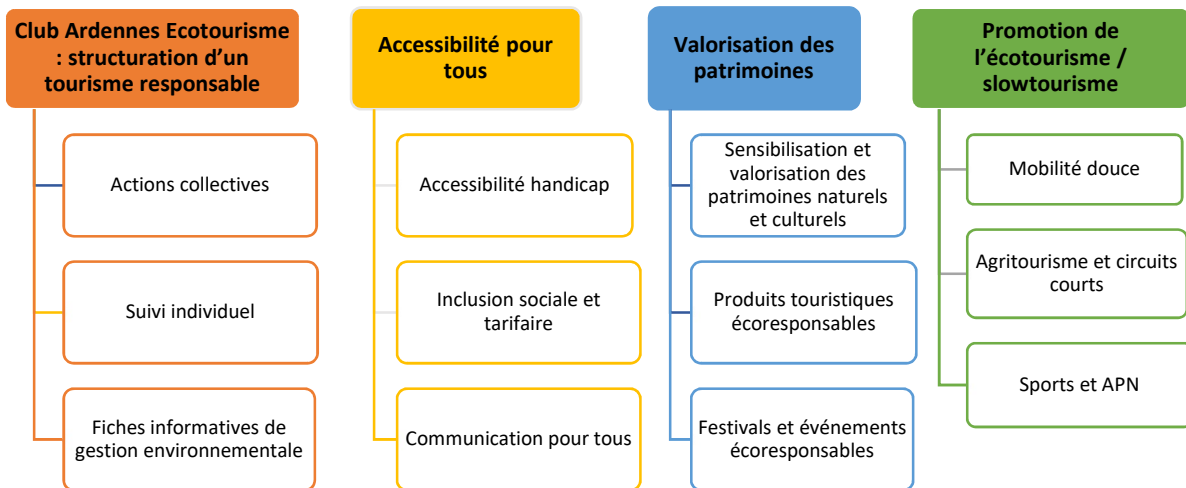 Club Ardennes Ecotourisme
: structuration d’un
tourisme responsable
Actions collectives
Suivi individuel
Fiches informatives de
gestion environnementale
Accessibilité pour
tous
Accessibilité handicap
Inclusion sociale et
tarifaire
Communication pour tous
Valorisation des
patrimoines
Sensibilisation et
valorisation des
patrimoines naturels
et culturels
Produits touristiques
écoresponsables
Festivals et événements
écoresponsables
Promotion de
l’écotourisme /
slowtourisme
Mobilité douce
Agritourisme et circuits
courts
Sports et APN